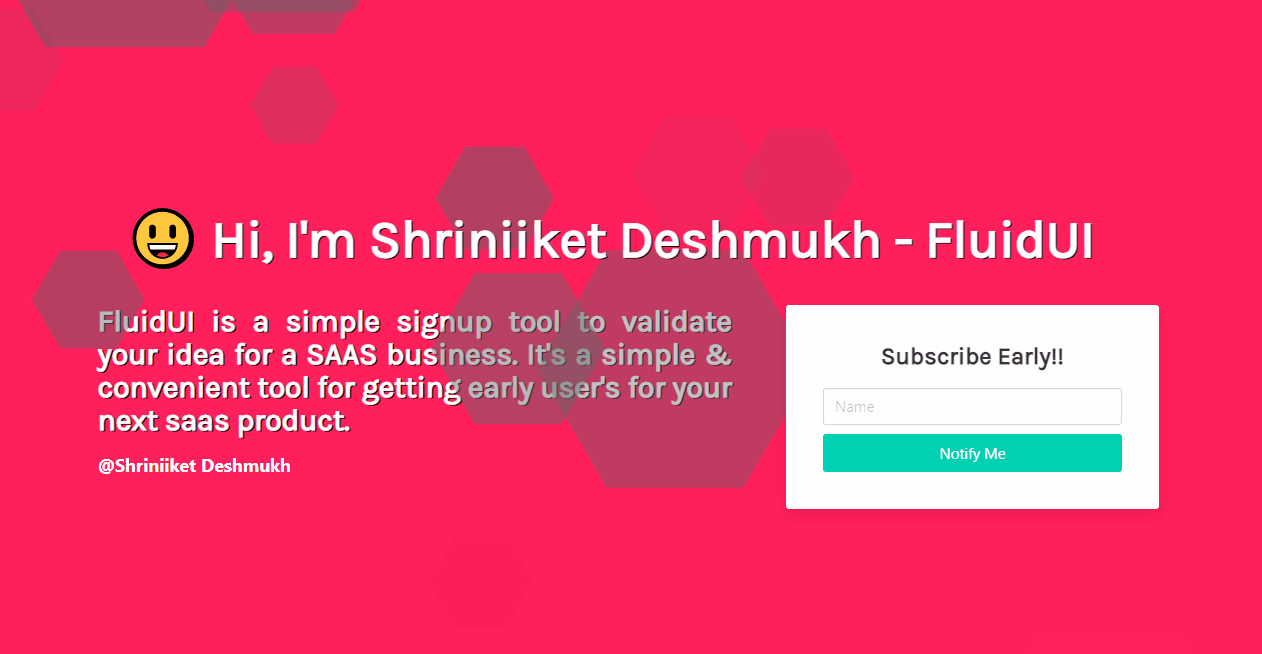 Hi, I'm Shriniiket Deshmukh - FluidUI
FluidUI is a simple signup tool to validate
your idea for a SAAS business. It's a simple &
convenient tool for getting early user's for your
next saas product.
@Shriniiket Deshmukh
Subscribe Early!!
Name
Notify Me